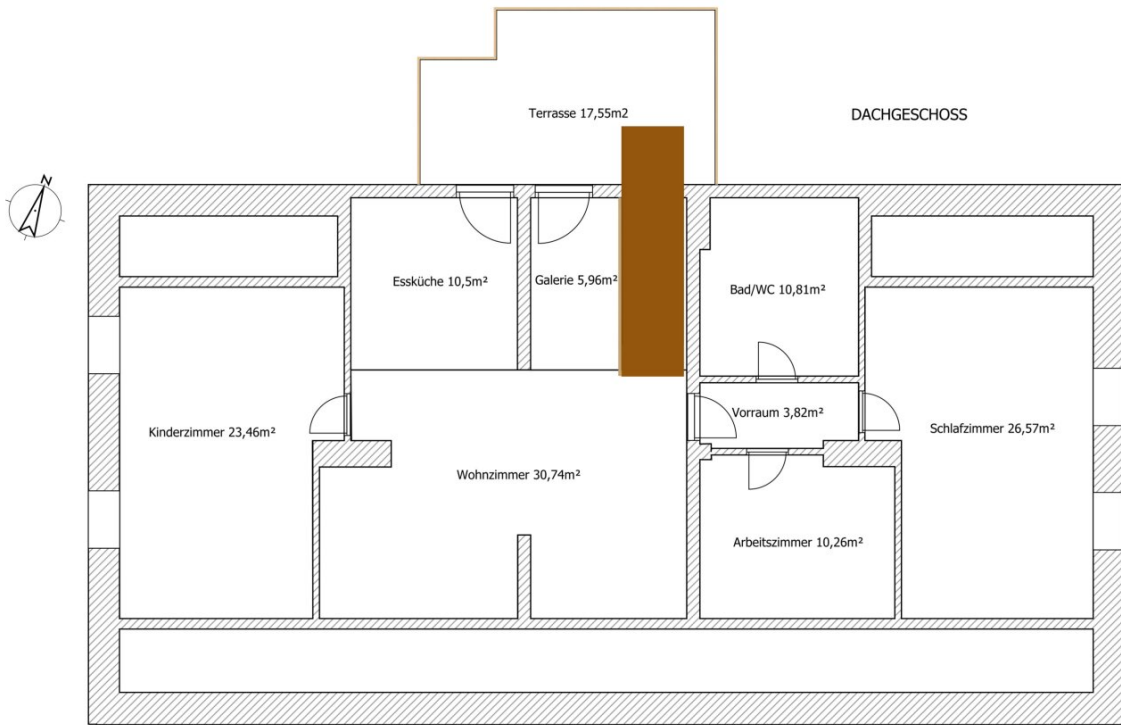 Terrasse 17,55m2
DACHGESCHOSS
N
Essküche 10,5m²
Galerie 5,96m²
Bad/WC 10,81m²
Kinderzimmer 23,46m²
Vorraum 3,82m²
Schlafzimmer 26,57m²
Wohnzimmer 30,74m²
Arbeitszimmer 10,26m²